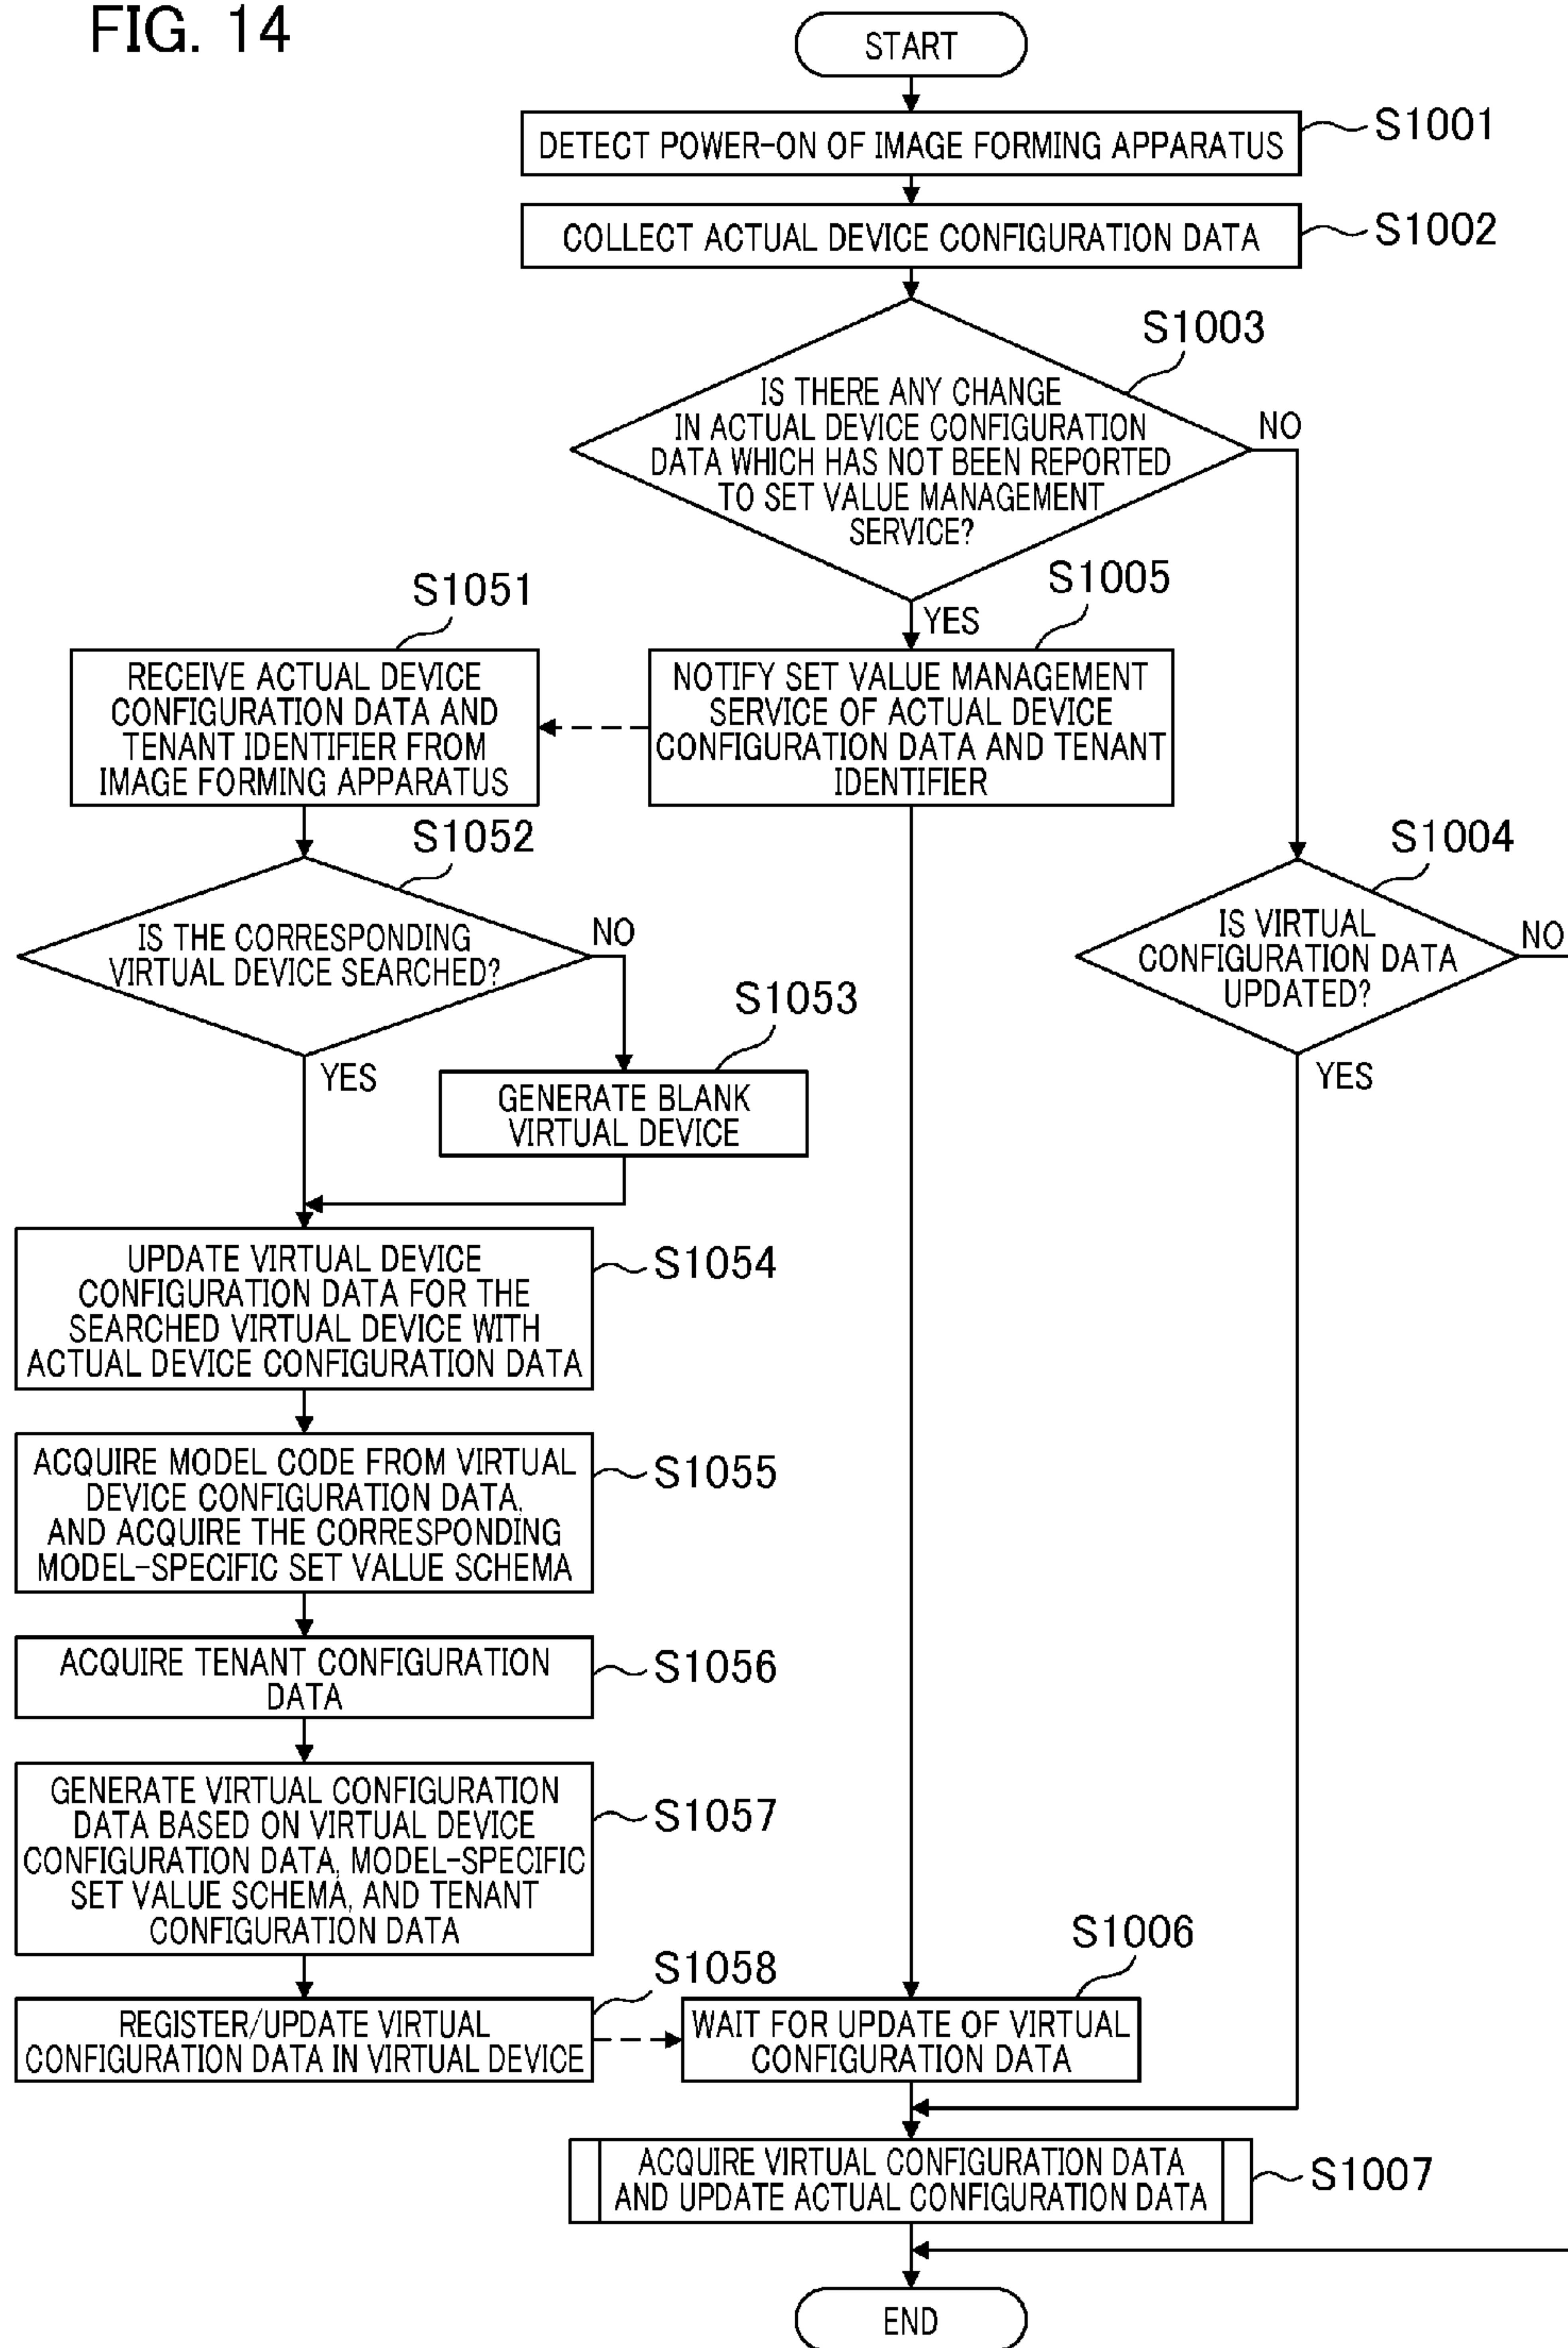 FIG. 14
START
DETECT POWER-ON OF IMAGE FORMING APPARATUS
S1001
COLLECT ACTUAL DEVICE CONFIGURATION DATA
S1002
S1003
IS THERE ANY CHANGE
IN ACTUAL DEVICE CONFIGURATION
DATA WHICH HAS NOT BEEN REPORTED
TO SET VALUE MANAGEMENT
SERVICE?
NO
YES
S1005
NOTIFY SET VALUE MANAGEMENT
SERVICE OF ACTUAL DEVICE
CONFIGURATION DATA AND TENANT
IDENTIFIER
S1051
RECEIVE ACTUAL DEVICE
CONFIGURATION DATA AND
TENANT IDENTIFIER FROM
IMAGE FORMING APPARATUS
S1052
IS THE CORRESPONDING
VIRTUAL DEVICE SEARCHED?
NO
YES
S1053
GENERATE BLANK
VIRTUAL DEVICE
S1004
IS VIRTUAL
CONFIGURATION DATA
UPDATED?
NO
YES
UPDATE VIRTUAL DEVICE
CONFIGURATION DATA FOR THE
SEARCHED VIRTUAL DEVICE WITH
ACTUAL DEVICE CONFIGURATION DATA
S1054
ACQUIRE MODEL CODE FROM VIRTUAL
DEVICE CONFIGURATION DATA,
AND ACQUIRE THE CORRESPONDING
MODEL-SPECIFIC SET VALUE SCHEMA
S1055
ACQUIRE TENANT CONFIGURATION
DATA
S1056
GENERATE VIRTUAL CONFIGURATION
DATA BASED ON VIRTUAL DEVICE
CONFIGURATION DATA, MODEL-SPECIFIC
SET VALUE SCHEMA, AND TENANT
CONFIGURATION DATA
S1057
S1058
REGISTER/UPDATE VIRTUAL
CONFIGURATION DATA IN VIRTUAL DEVICE
S1006
WAIT FOR UPDATE OF VIRTUAL
CONFIGURATION DATA
ACQUIRE VIRTUAL CONFIGURATION DATA
AND UPDATE ACTUAL CONFIGURATION DATA
S1007
END